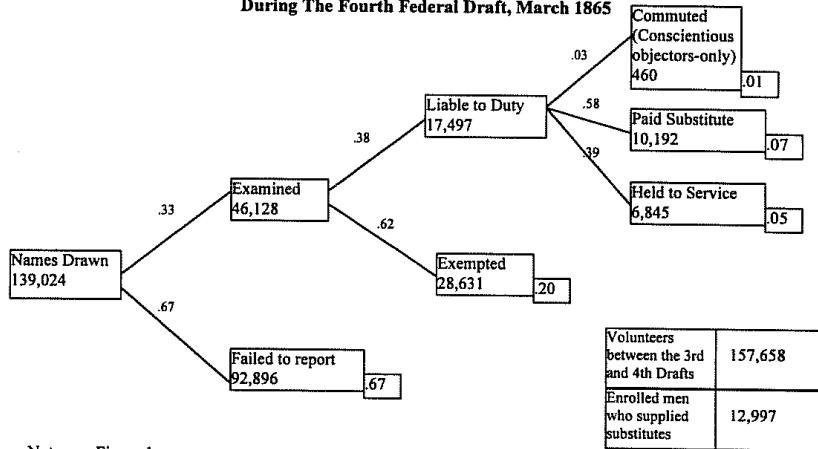 During The Fourth Federal Draft, March 1865
Commuted
(Conscientious
objectors-only)
460
.01
.03
Liable to Duty
17,497
.58
Paid Substitute
10,192
.07
.38
.39
Held to Service
6,845
.05
Examined
46,128
.33
.62
Names Drawn
139,024
Exempted
28,631
.20
.67
Failed to report
92,896
.67
Volunteers
between the 3rd
and 4th Drafts
157,658
Enrolled men
who supplied
substitutes
12,997